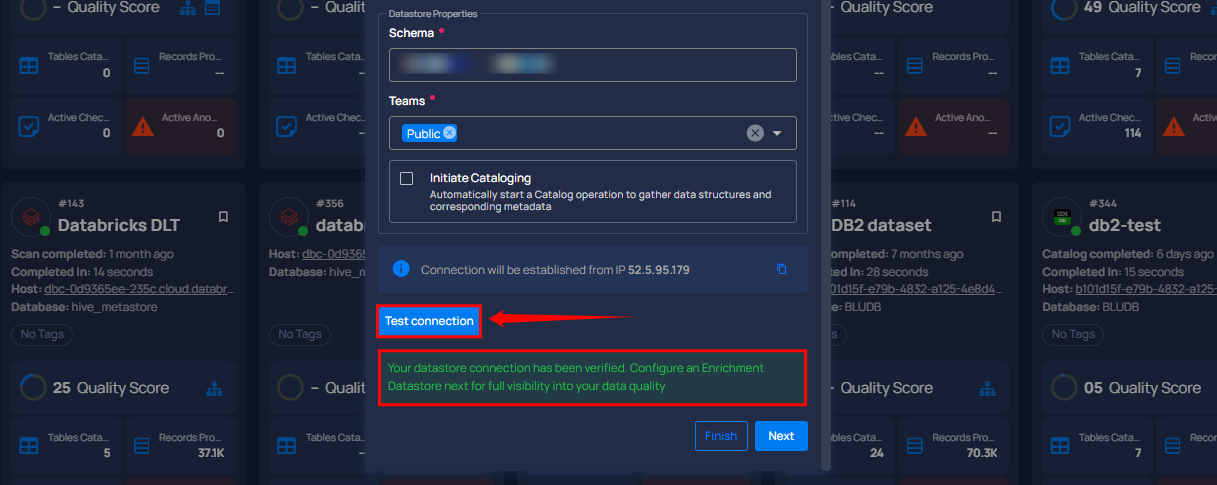 – Quality Score
Tables Cata...
0
Records Pro...
--
Active Chec...
0
Active Ano...
0
– Quality Score
Tables Cata...
Active Chec...
Quality Score
Tables Cata...
--
Records Pro...
--
Active Chec...
--
Active Ano...
--
49 Quality Score
Tables Cata...
7
Records Pro...
Active Chec...
114
Active Ano...
Datastore Properties
Schema *
Teams *
Public
Initiate Cataloging
Automatically start a Catalog operation to gather data structures and
corresponding metadata
Connection will be established from IP 52.5.95.179
Test connection
Your datastore connection has been verified. Configure an Enrichment
Datastore next for full visibility into your data quality
Finish
Next
#143
Databricks DLT
Scan completed: 1 month ago
Completed In: 14 seconds
Host: dbc-0d9365ee-235c.cloud.databr...
Database: hive_metastore
No Tags
25 Quality Score
Tables Cata...
5
Records Pro...
37.1K
#356
datab
Host: dbc-0d9365
Database: hive_m
No Tags
– Quality Score
Tables Cata...
#114
DB2 dataset
completed: 7 months ago
In: 28 seconds
b101d15f-e79b-4832-a125-4e8d4...
BLUDB
Quality Score
Tables Cata...
24
Records Pro...
70.3K
#344
db2-test
Catalog completed: 6 days ago
Completed In: 15 seconds
Host: b101d15f-e79b-4832-a125-4...
Database: BLUDB
No Tags
05 Quality Score
Tables Cata...
7
Records Pro...